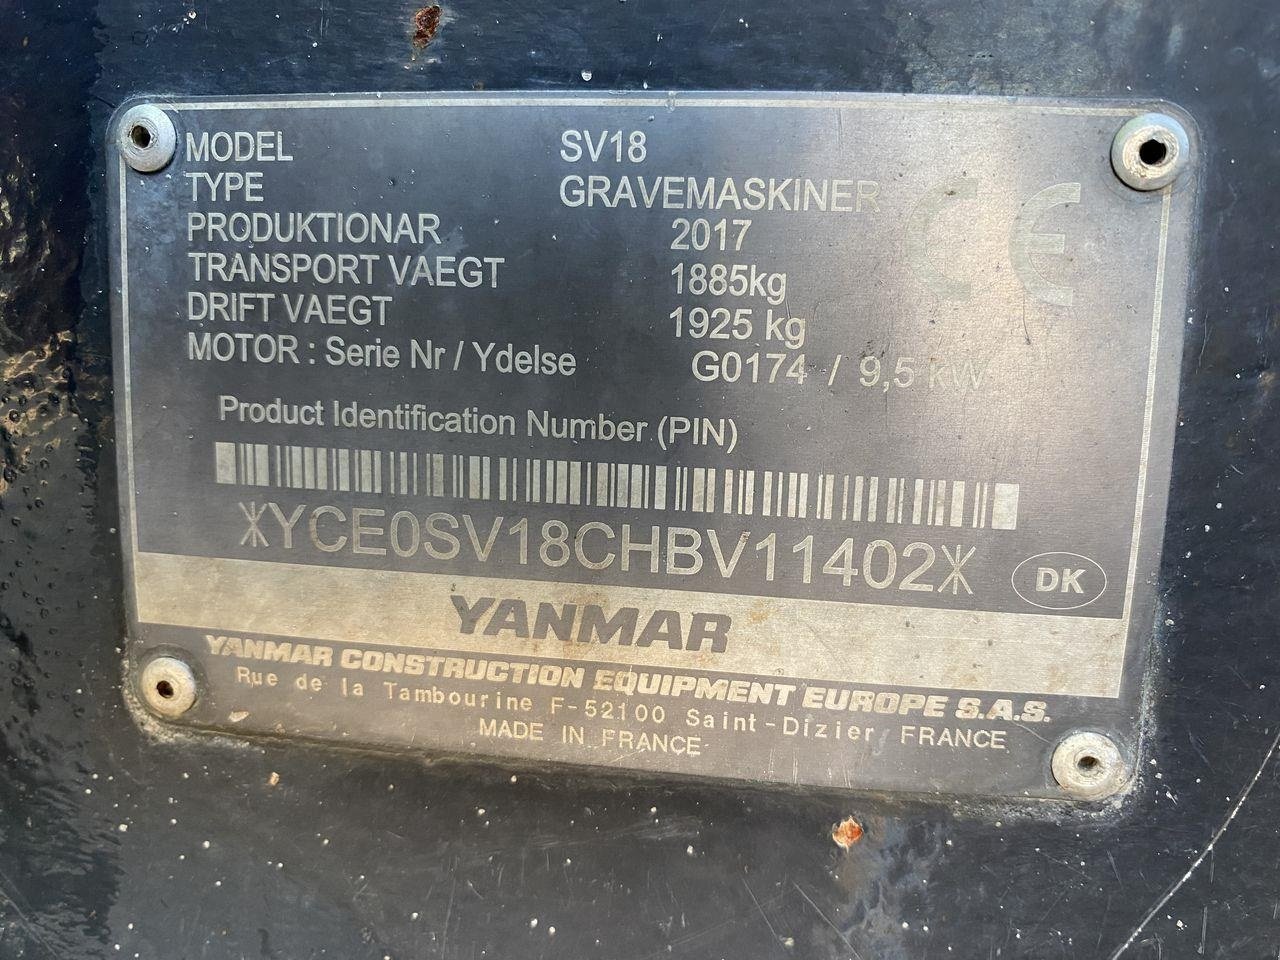 MODEL SV18
TYPE GRAVEMASKINER
PRODUKTIONAR 2017
TRANSPORT VAEGT 1885kg
DRIFT VAEGT 1925 kg
MOTOR : Serie Nr / Ydelse G0174 / 9,5 kW
CE
Product Identification Number (PIN)
*YCE0SV18CHBV11402*
DK
YANMAR
YANMAR CONSTRUCTION EQUIPMENT EUROPE S.A.S.
Rue de la Tambourine F-52100 Saint-Dizier FRANCE
MADE IN FRANCE